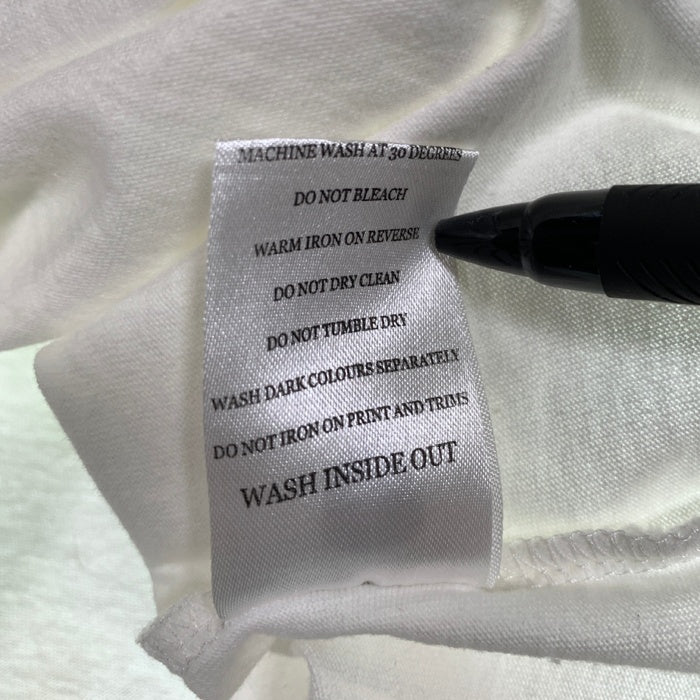 MACHINE WASH AT 30 DEGREES
DO NOT BLEACH
WARM IRON ON REVERSE
DO NOT DRY CLEAN
DO NOT TUMBLE DRY
WASH DARK COLOURS SEPARATELY
DO NOT IRON ON PRINT AND TRIMS
WASH INSIDE OUT